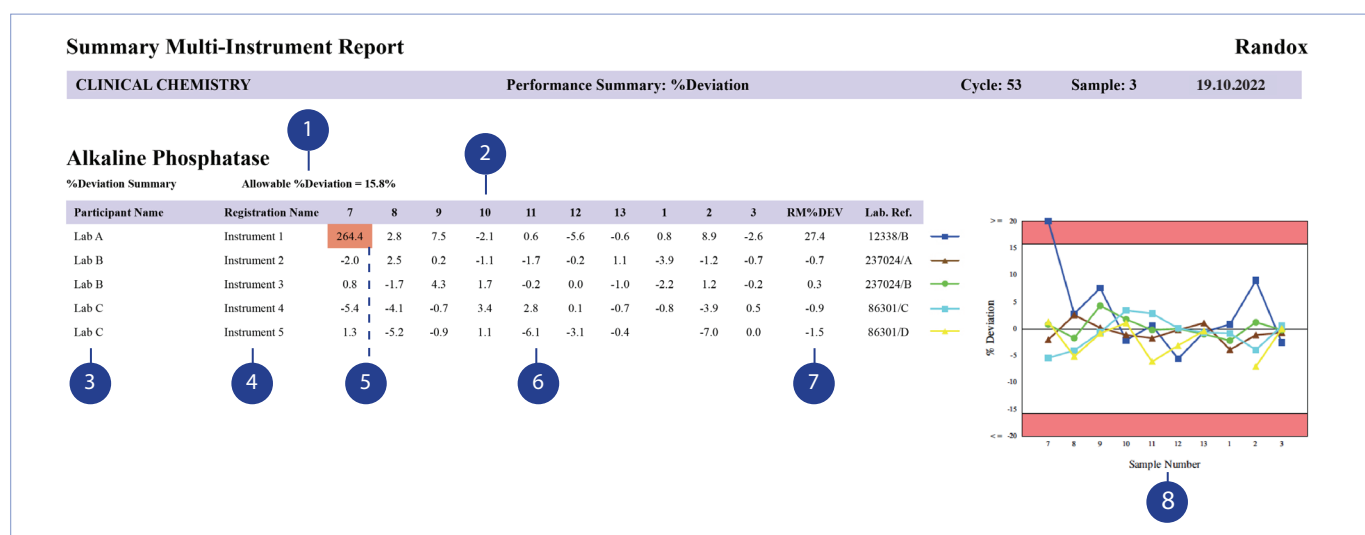 Summary Multi-Instrument Report Randox
CLINICAL CHEMISTRY Performance Summary: %Deviation Cycle: 53 Sample: 3 19.10.2022
1
Alkaline Phosphatase
2
%Deviation Summary Allowable %Deviation = 15.8%
Participant Name Registration Name 7 8 9 10 11 12 13 1 2 3 RM%DEV Lab. Ref.
Lab A Instrument 1 264.4 2.8 7.5 -2.1 0.6 -5.6 -0.6 0.8 8.9 -2.6 27.4 12338/B
Lab B Instrument 2 -2.0 2.5 0.2 -1.1 -1.7 -0.2 1.1 -3.9 -1.2 -0.7 -0.7 237024/A
Lab B Instrument 3 0.8 -1.7 4.3 1.7 -0.2 0.0 -1.0 -2.2 1.2 -0.2 0.3 237024/B
Lab C Instrument 4 -5.4 -4.1 -0.7 3.4 2.8 0.1 -0.7 -0.8 -3.9 0.5 -0.9 86301/C
Lab C Instrument 5 1.3 -5.2 -0.9 1.1 -6.1 -3.1 -0.4 -7.0 0.0 -1.5 86301/D
3 4 5 6 7
% Deviation
>= 20
15
10
5
0
-5
-10
-15
<= -20
7 8 9 10 11 12 13 1 2 3
Sample Number
8